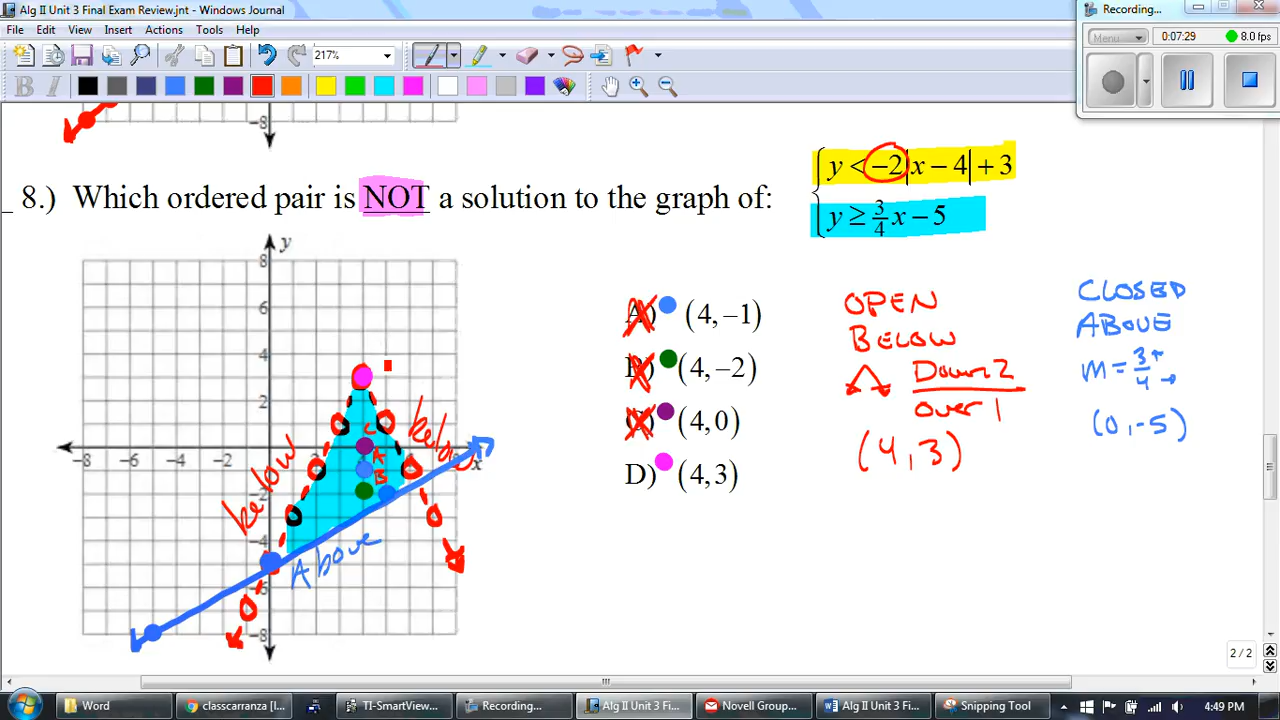 Alg II Unit 3 Final Exam Review.jnt - Windows Journal
Recording...
File Edit View Insert Actions Tools Help
Menu
0:07:29
8.0 fps
217%
B I
-8
y < -2|x - 4| + 3
8.) Which ordered pair is NOT a solution to the graph of:
y ≥ 3/4 x - 5
y
8
6
4
2
-8 -6 -4 -2 2 x
-2
-4
-6
-8
below
below
Above
C
A
B
A) (4, -1)
B) (4, -2)
C) (4, 0)
D) (4, 3)
OPEN
BELOW
Down 2
over 1
(4, 3)
CLOSED
ABOVE
m = 3/4
(0, -5)
2 / 2
Word
classcarranza [I...
TI-SmartView...
Recording...
Alg II Unit 3 Fi...
Novell Group...
Alg II Unit 3 Fi...
Snipping Tool
4:49 PM